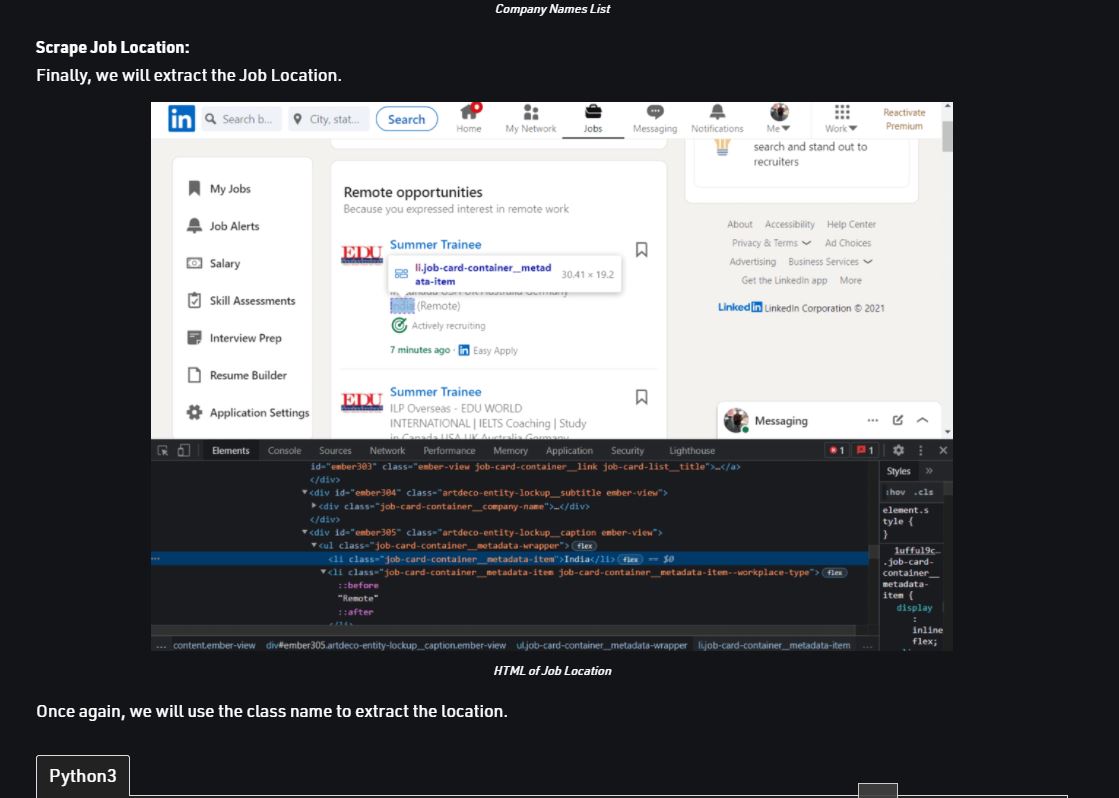 Company Names List
Scrape Job Location:
Finally, we will extract the Job Location.
in Search b... City, stat... Search Home My Network Jobs Messaging Notifications Me Work Reactivate Premium
search and stand out to
recruiters
My Jobs
Job Alerts
Salary
Skill Assessments
Interview Prep
Resume Builder
Application Settings
Remote opportunities
Because you expressed interest in remote work
EDU
Summer Trainee
li.job-card-container__metad
ata-item
30.41 × 19.2
India (Remote)
Actively recruiting
7 minutes ago · in Easy Apply
EDU
Summer Trainee
ILP Overseas - EDU WORLD
INTERNATIONAL | IELTS Coaching | Study
in Canada USA UK Australia Germany
About Accessibility Help Center
Privacy & Terms Ad Choices
Advertising Business Services
Get the LinkedIn app More
LinkedIn LinkedIn Corporation © 2021
Messaging
Elements Console Sources Network Performance Memory Application Security Lighthouse 1 1
id="ember303" class="ember-view job-card-container__link job-card-list__title">…</a>
</div>
<div id="ember304" class="artdeco-entity-lockup__subtitle ember-view">
<div class="job-card-container__company-name">…</div>
</div>
<div id="ember305" class="artdeco-entity-lockup__caption ember-view">
<ul class="job-card-container__metadata-wrapper"> flex
<li class="job-card-container__metadata-item">India</li> flex == $0
<li class="job-card-container__metadata-item job-card-container__metadata-item--workplace-type"> flex
::before
"Remote"
::after
</li>
... content.ember-view div#ember305.artdeco-entity-lockup__caption.ember-view ul.job-card-container__metadata-wrapper li.job-card-container__metadata-item ...
Styles »
:hov .cls
element.s
tyle {
}
1ufful9c…
.job-card-
container__
metadata-
item {
display
:
inline
flex;
HTML of Job Location
Once again, we will use the class name to extract the location.
Python3